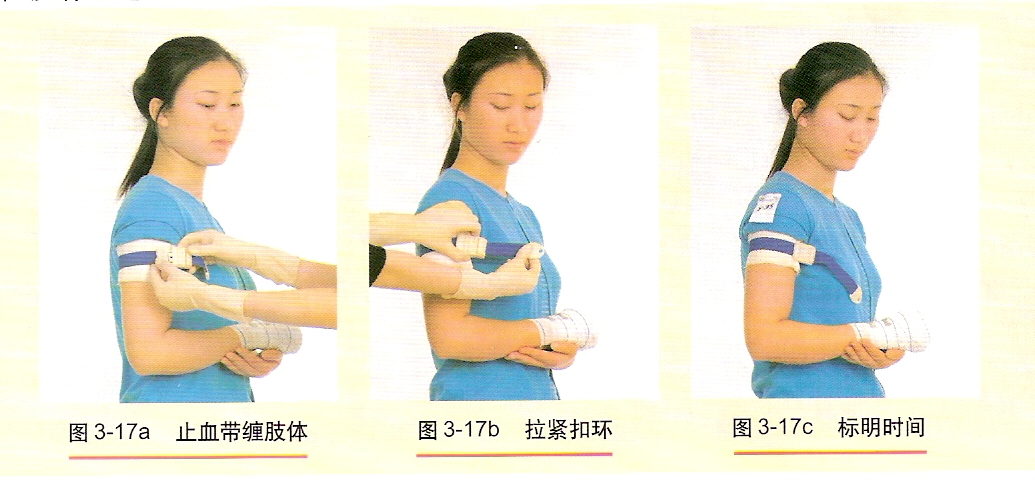 图 3-17a 止血带缠肢体
图 3-17b 拉紧扣环
图 3-17c 标明时间